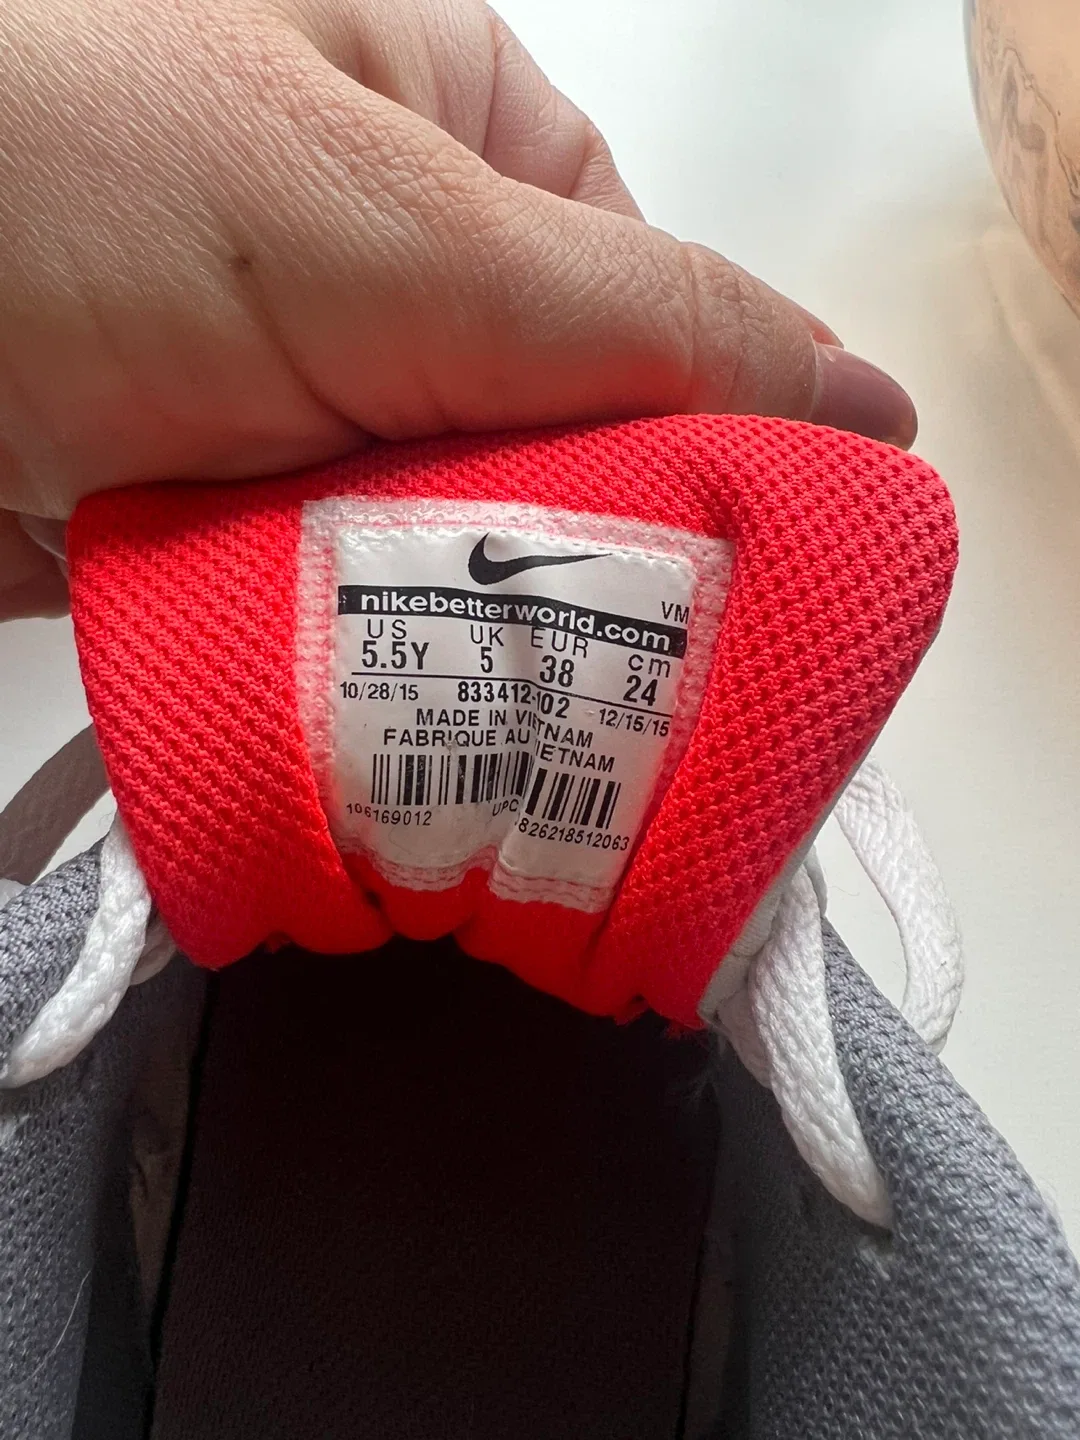 nikebetterworld.com VM
US UK EUR cm
5.5Y 5 38 24
10/28/15 833412-102 12/15/15
MADE IN VIETNAM
FABRIQUE AU VIETNAM
106169012 UPC 826218512063